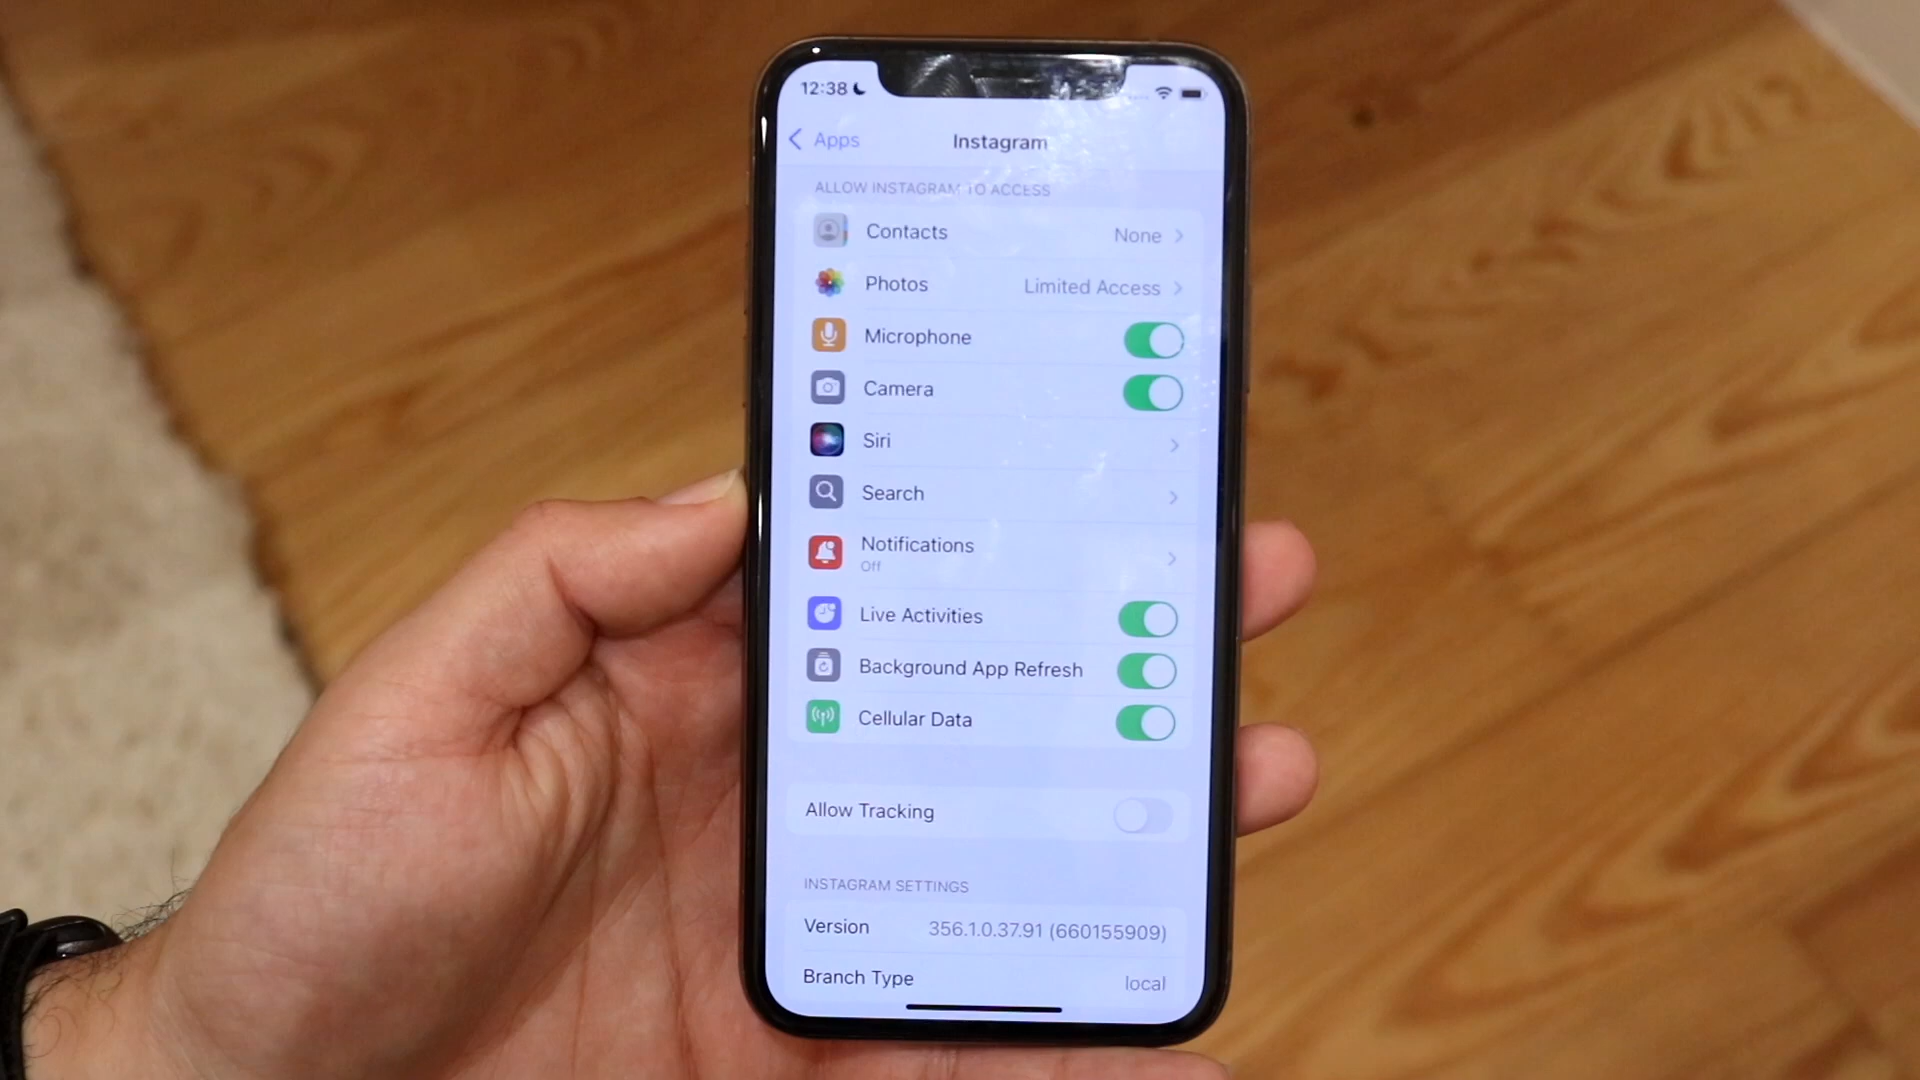 12:38
Apps
Instagram
ALLOW INSTAGRAM TO ACCESS
Contacts
None
Photos
Limited Access
Microphone
Camera
Siri
Search
Notifications
Off
Live Activities
Background App Refresh
Cellular Data
Allow Tracking
INSTAGRAM SETTINGS
Version
356.1.0.37.91 (660155909)
Branch Type
local